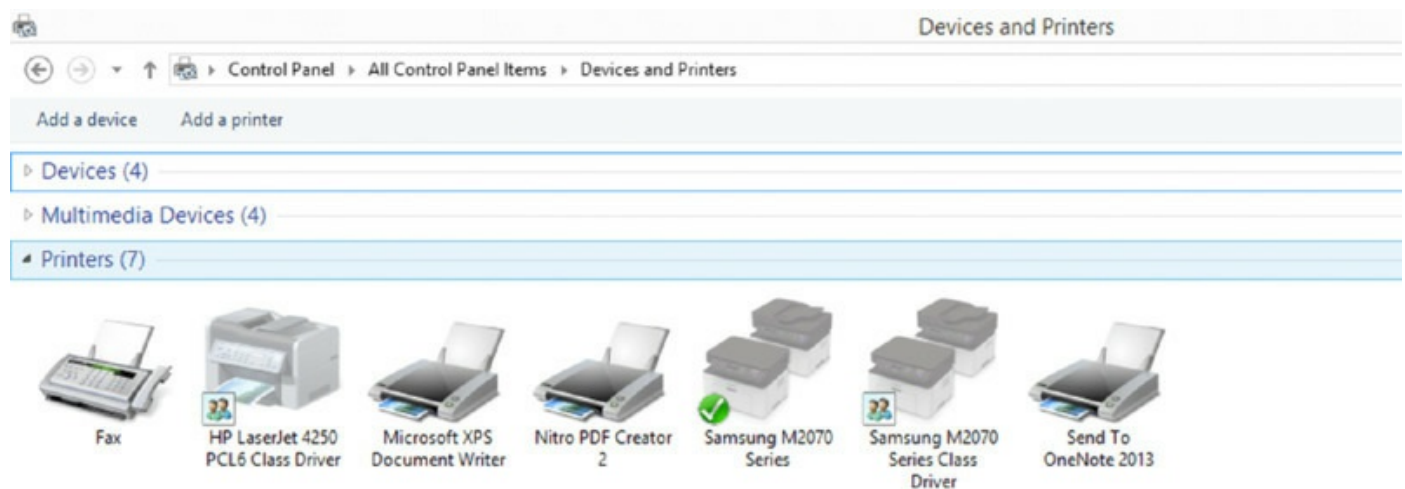 Devices and Printers
Control Panel ▸ All Control Panel Items ▸ Devices and Printers
Add a device Add a printer
Devices (4)
Multimedia Devices (4)
Printers (7)
Fax
HP LaserJet 4250
PCL6 Class Driver
Microsoft XPS
Document Writer
Nitro PDF Creator
2
Samsung M2070
Series
Samsung M2070
Series Class
Driver
Send To
OneNote 2013